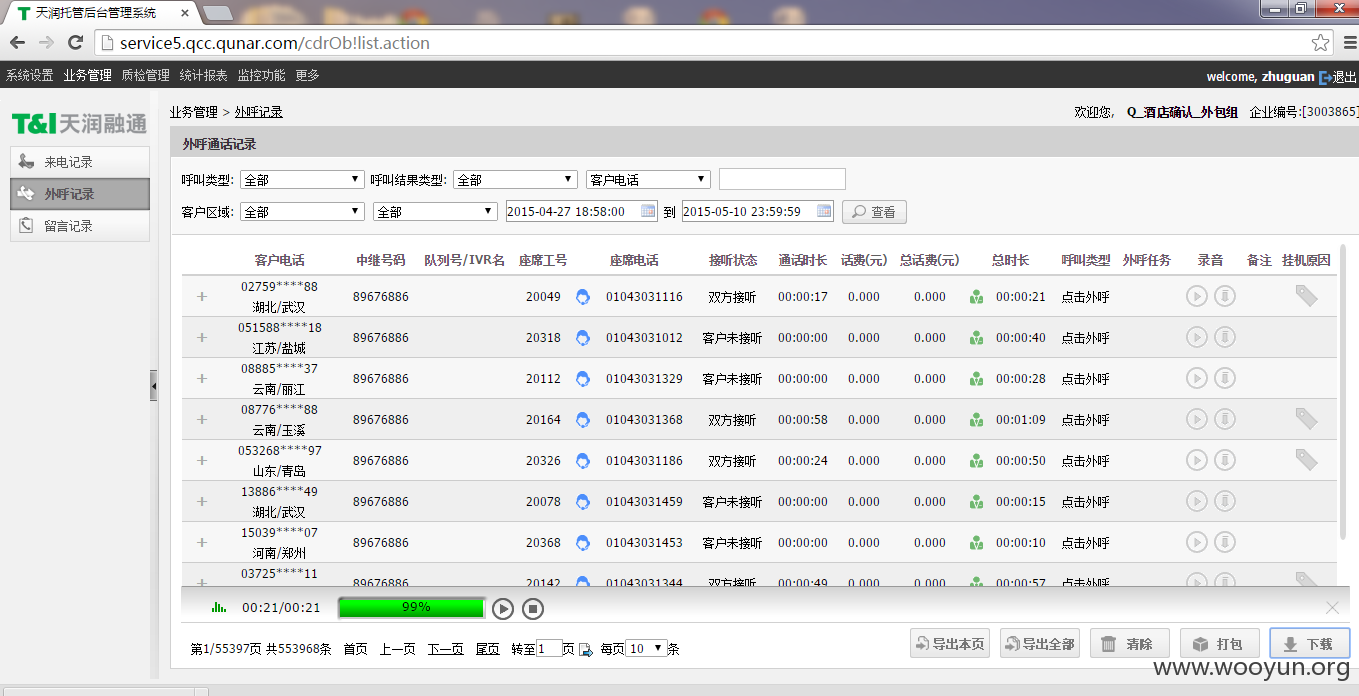 天润托管后台管理系统
service5.qcc.qunar.com/cdrOb!list.action
系统设置 业务管理 质检管理 统计报表 监控功能 更多 welcome, zhuguan 退出
T&I天润融通
业务管理 > 外呼记录 欢迎您, Q_酒店确认_外包组 企业编号:[3003865]
来电记录
外呼记录
留言记录
外呼通话记录
呼叫类型: 全部 呼叫结果类型: 全部 客户电话
客户区域: 全部 全部 2015-04-27 18:58:00 到 2015-05-10 23:59:59 查看
客户电话 中继号码 队列号/IVR名 座席工号 座席电话 接听状态 通话时长 话费(元) 总话费(元) 总时长 呼叫类型 外呼任务 录音 备注 挂机原因
02759****88
湖北/武汉
89676886 20049 01043031116 双方接听 00:00:17 0.000 0.000 00:00:21 点击外呼
051588****18
江苏/盐城
89676886 20318 01043031012 客户未接听 00:00:00 0.000 0.000 00:00:40 点击外呼
08885****37
云南/丽江
89676886 20112 01043031329 客户未接听 00:00:00 0.000 0.000 00:00:28 点击外呼
08776****88
云南/玉溪
89676886 20164 01043031368 双方接听 00:00:58 0.000 0.000 00:01:09 点击外呼
053268****97
山东/青岛
89676886 20326 01043031186 双方接听 00:00:24 0.000 0.000 00:00:50 点击外呼
13886****49
湖北/武汉
89676886 20078 01043031459 客户未接听 00:00:00 0.000 0.000 00:00:15 点击外呼
15039****07
河南/郑州
89676886 20368 01043031453 客户未接听 00:00:00 0.000 0.000 00:00:10 点击外呼
03725****11
89676886 20142 01043031344 双方接听 00:00:49 0.000 0.000 00:00:57 点击外呼
00:21/00:21 99%
第1/55397页 共553968条 首页 上一页 下一页 尾页 转至 1 页 每页 10 条 导出本页 导出全部 清除 打包 下载
www.wooyun.org